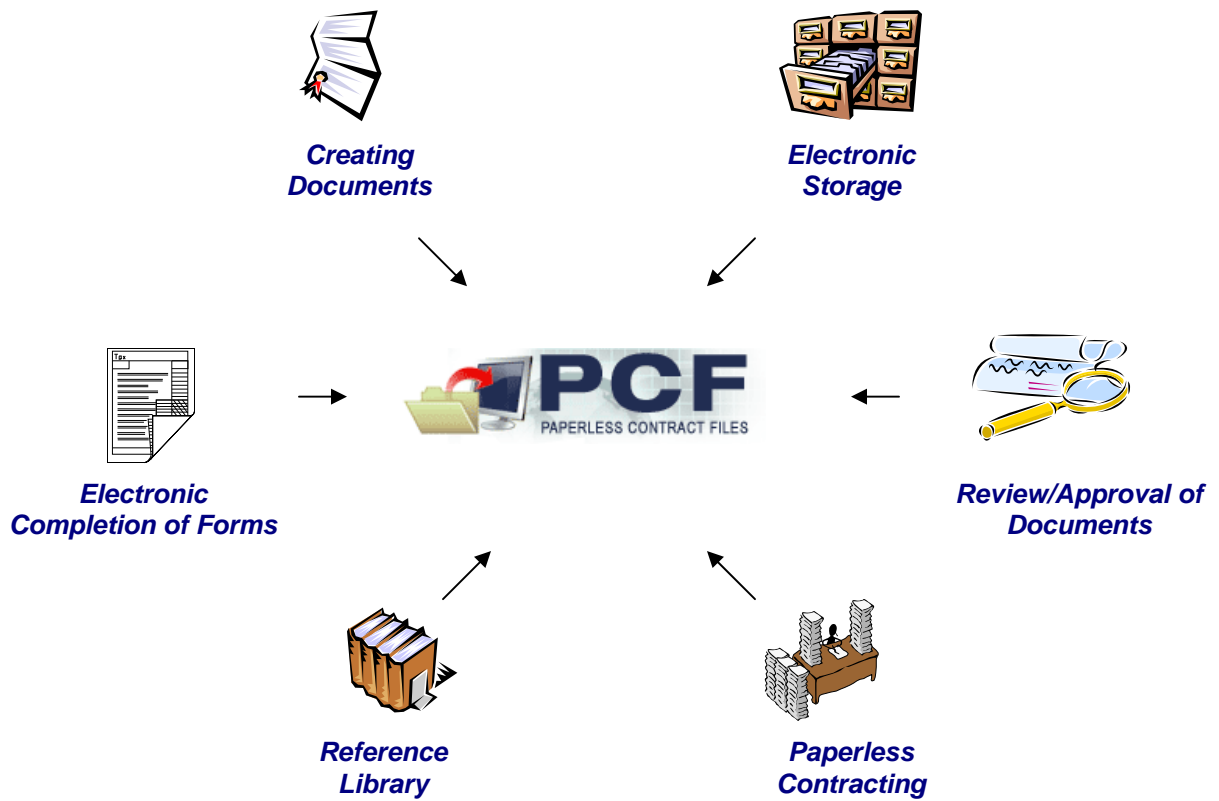 Creating
Documents
Electronic
Storage
Tax
PCF
PAPERLESS CONTRACT FILES
Electronic
Completion of Forms
Review/Approval of
Documents
Reference
Library
Paperless
Contracting